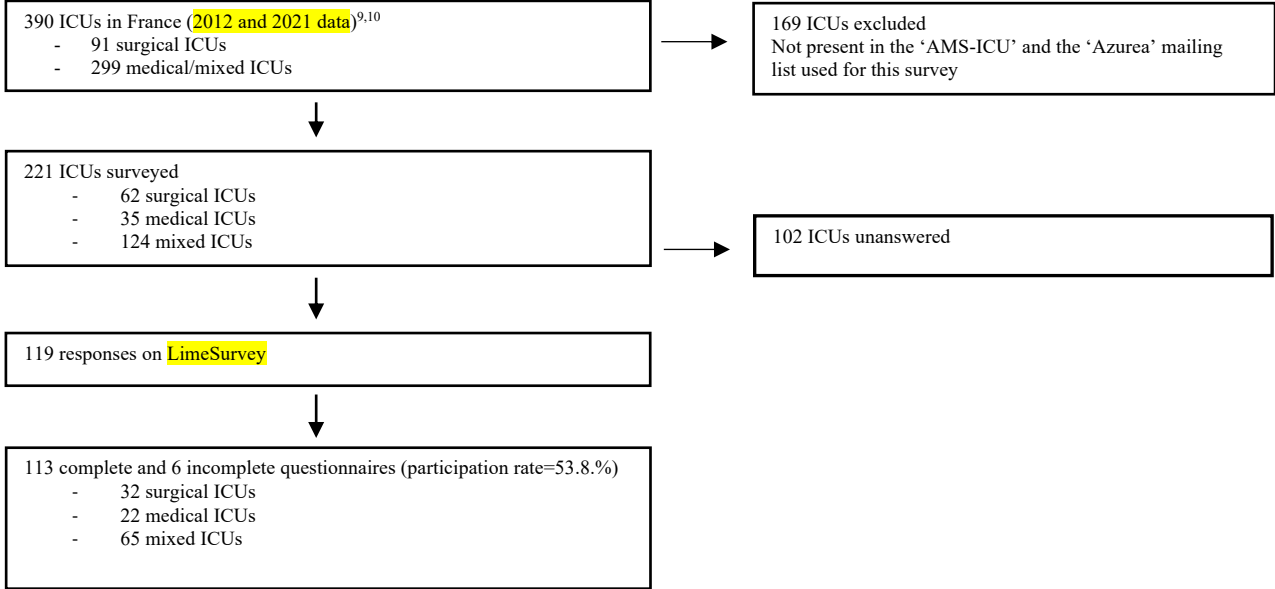 390 ICUs in France (2012 and 2021 data)9,10
- 91 surgical ICUs
- 299 medical/mixed ICUs
169 ICUs excluded
Not present in the ‘AMS-ICU’ and the ‘Azurea’ mailing
list used for this survey
221 ICUs surveyed
- 62 surgical ICUs
- 35 medical ICUs
- 124 mixed ICUs
102 ICUs unanswered
119 responses on LimeSurvey
113 complete and 6 incomplete questionnaires (participation rate=53.8.%)
- 32 surgical ICUs
- 22 medical ICUs
- 65 mixed ICUs